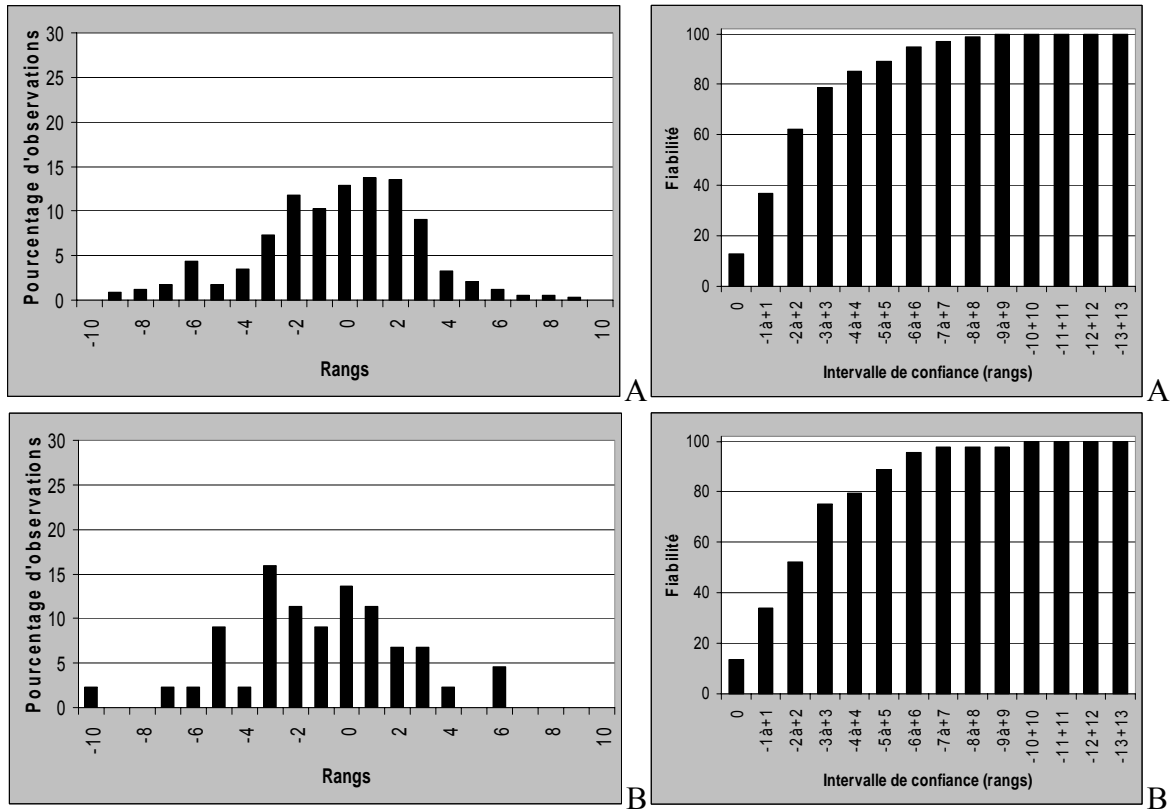 Pourcentage d'observations
30
25
20
15
10
5
0
-10 -8 -6 -4 -2 0 2 4 6 8 10
Rangs
A
Fiabilité
100
80
60
40
20
0
0 -1à+1 -2à+2 -3à+3 -4à+4 -5à+5 -6à+6 -7à+7 -8à+8 -9à+9 -10+10 -11+11 -12+12 -13+13
Intervalle de confiance (rangs)
A
Pourcentage d'observations
30
25
20
15
10
5
0
-10 -8 -6 -4 -2 0 2 4 6 8 10
Rangs
B
Fiabilité
100
80
60
40
20
0
0 -1à+1 -2à+2 -3à+3 -4à+4 -5à+5 -6à+6 -7à+7 -8à+8 -9à+9 -10+10 -11+11 -12+12 -13+13
Intervalle de confiance (rangs)
B